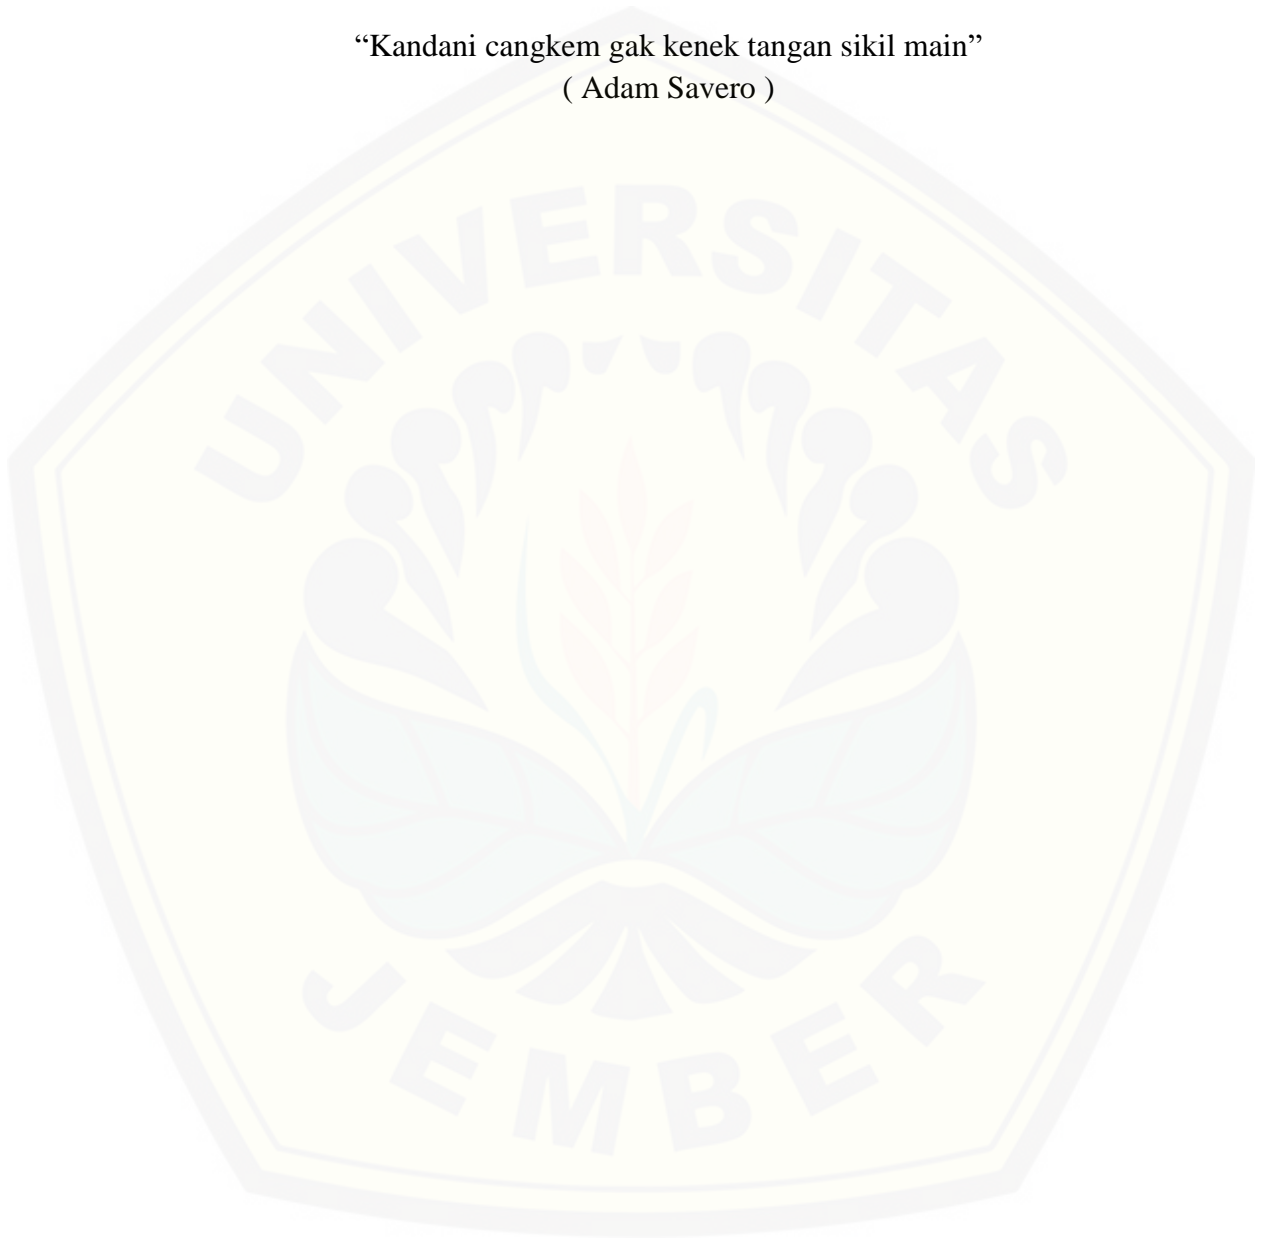 “Kandani cangkem gak kenek tangan sikil main”
( Adam Savero )
UNIVERSITAS
JEMBER